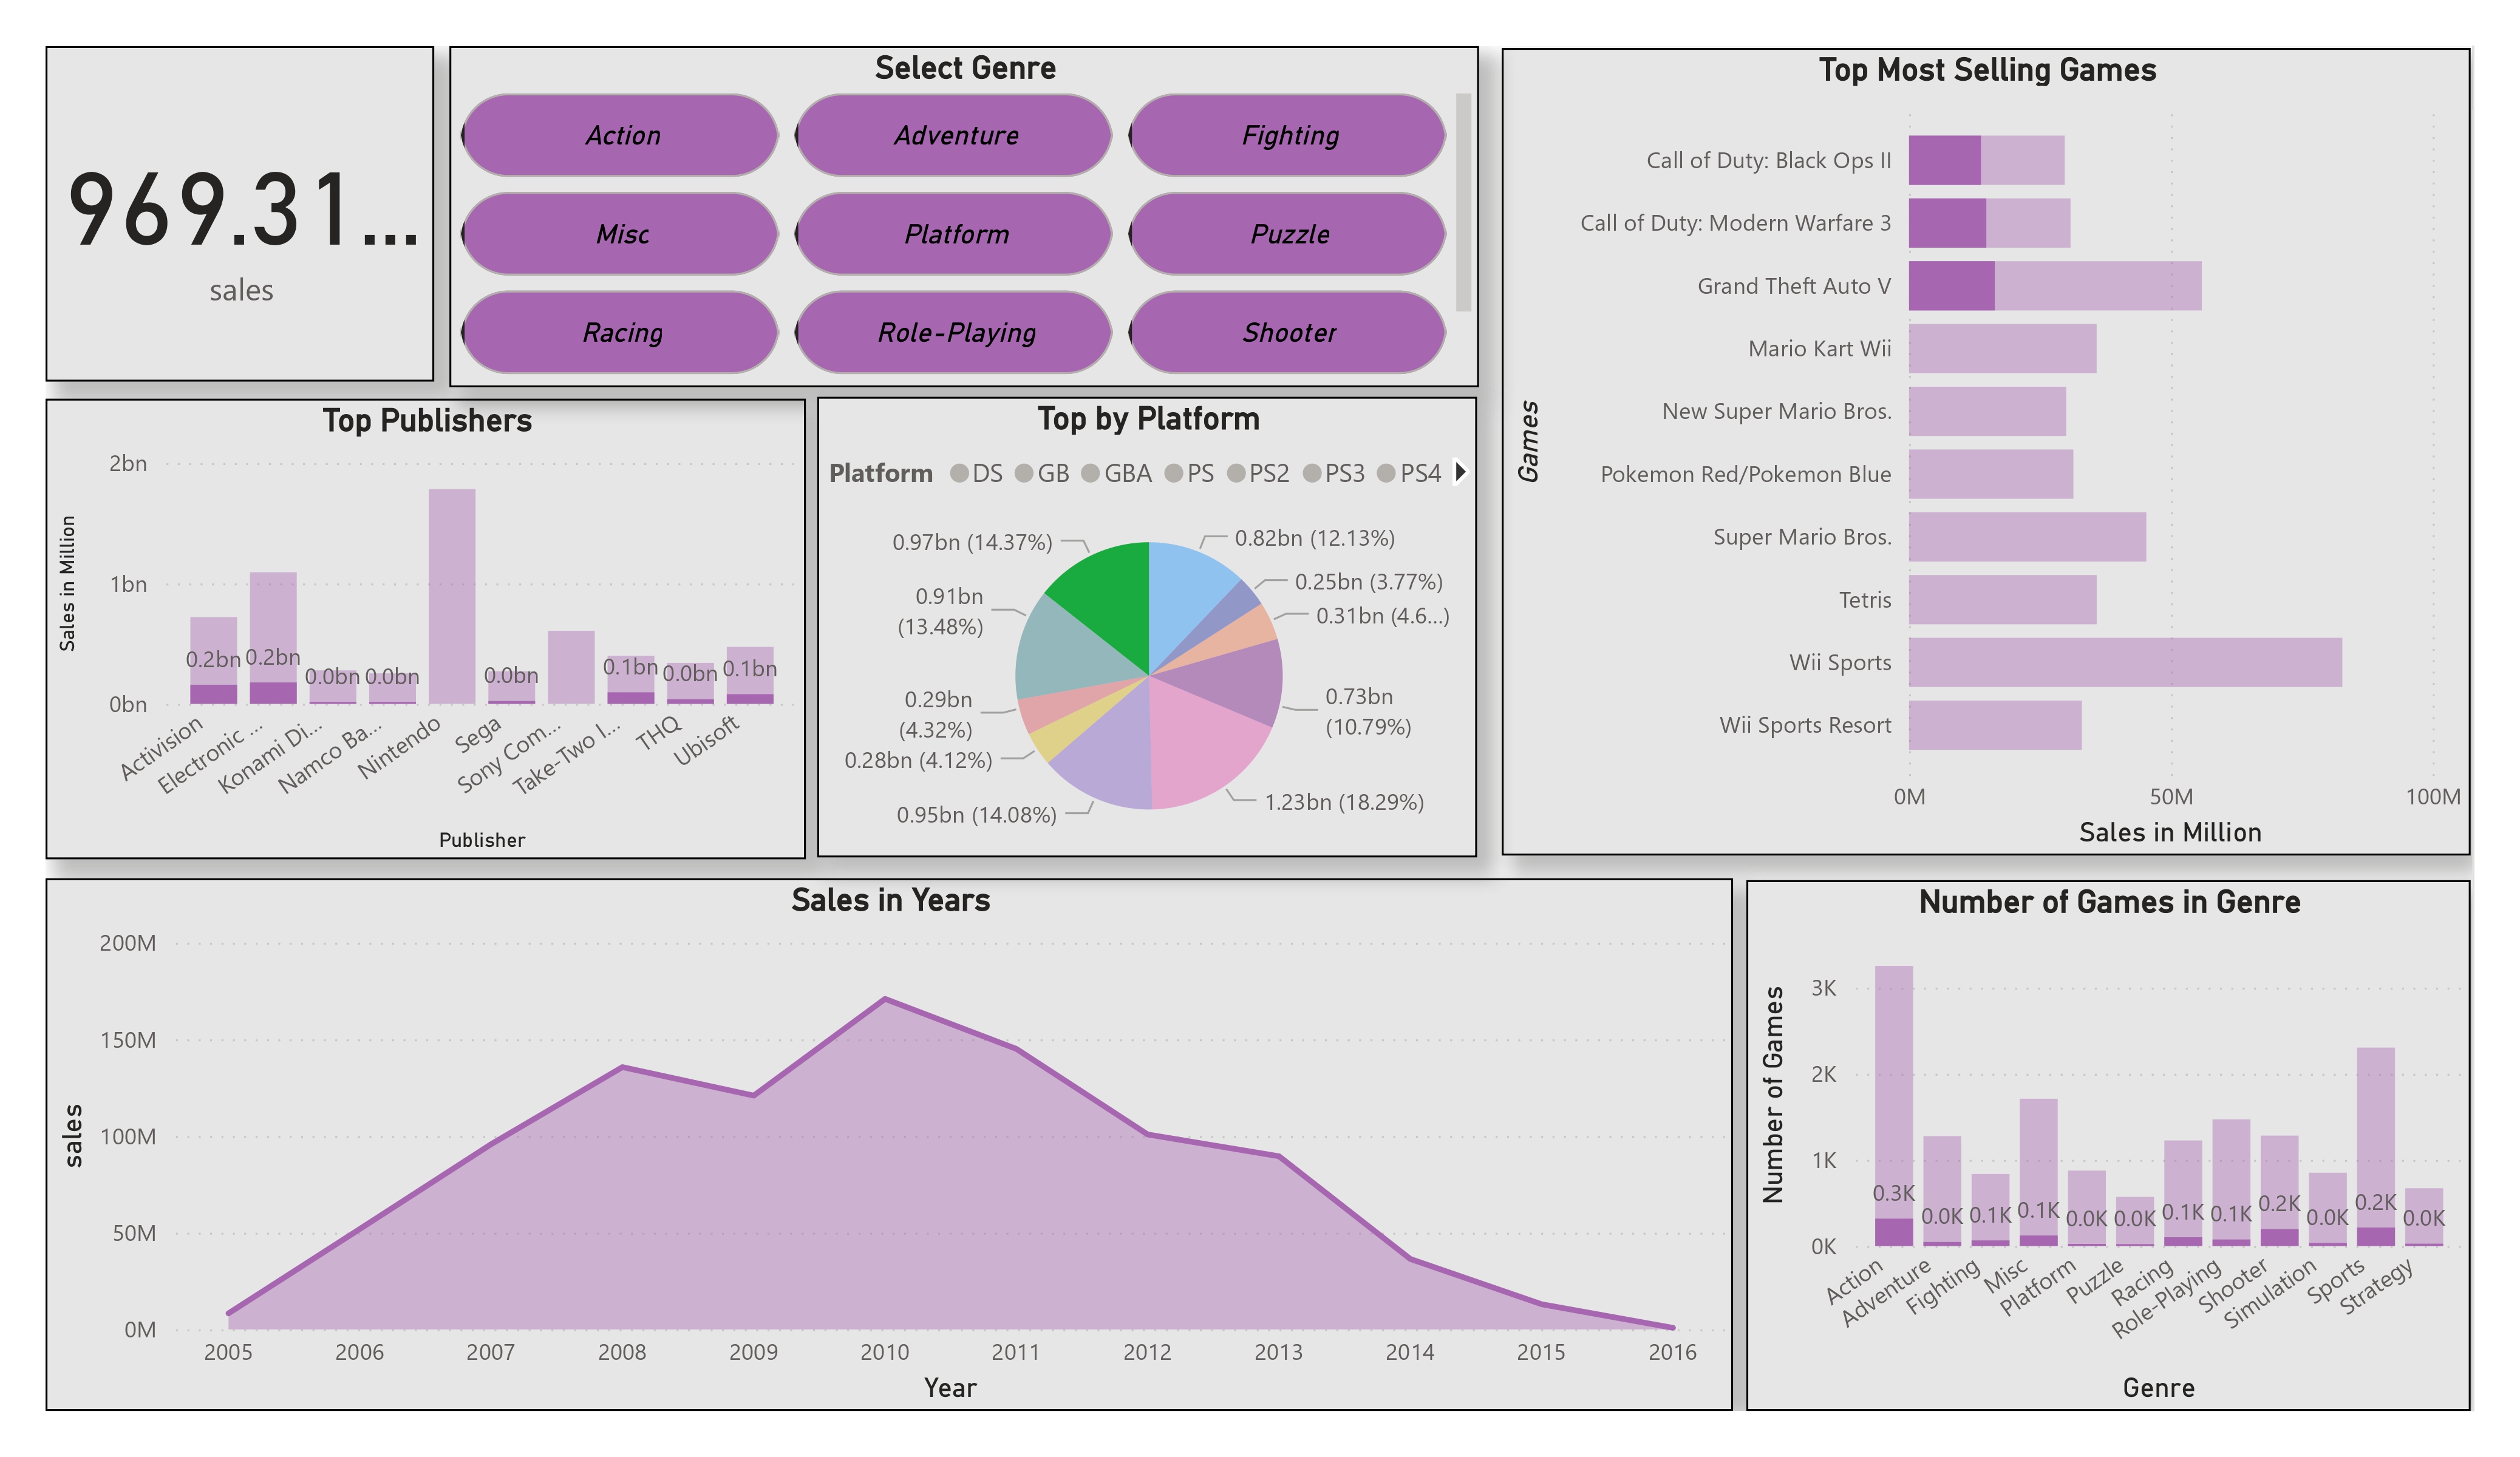 969.31...
sales
Select Genre
Action
Adventure
Fighting
Misc
Platform
Puzzle
Racing
Role-Playing
Shooter
Top Most Selling Games
Games
Call of Duty: Black Ops II
Call of Duty: Modern Warfare 3
Grand Theft Auto V
Mario Kart Wii
New Super Mario Bros.
Pokemon Red/Pokemon Blue
Super Mario Bros.
Tetris
Wii Sports
Wii Sports Resort
0M 50M 100M
Sales in Million
Top Publishers
Sales in Million
2bn
1bn
0bn
0.2bn 0.2bn 0.0bn 0.0bn 0.0bn 0.1bn 0.0bn 0.1bn
Activision
Electronic ...
Konami Di...
Namco Ba...
Nintendo
Sega
Sony Com...
Take-Two I...
THQ
Ubisoft
Publisher
Top by Platform
Platform DS GB GBA PS PS2 PS3 PS4
0.82bn (12.13%)
0.25bn (3.77%)
0.31bn (4.6...)
0.73bn
(10.79%)
1.23bn (18.29%)
0.95bn (14.08%)
0.28bn (4.12%)
0.29bn
(4.32%)
0.91bn
(13.48%)
0.97bn (14.37%)
Sales in Years
sales
200M
150M
100M
50M
0M
2005 2006 2007 2008 2009 2010 2011 2012 2013 2014 2015 2016
Year
Number of Games in Genre
Number of Games
3K
2K
1K
0K
0.3K 0.0K 0.1K 0.1K 0.0K 0.0K 0.1K 0.1K 0.2K 0.0K 0.2K 0.0K
Action
Adventure
Fighting
Misc
Platform
Puzzle
Racing
Role-Playing
Shooter
Simulation
Sports
Strategy
Genre